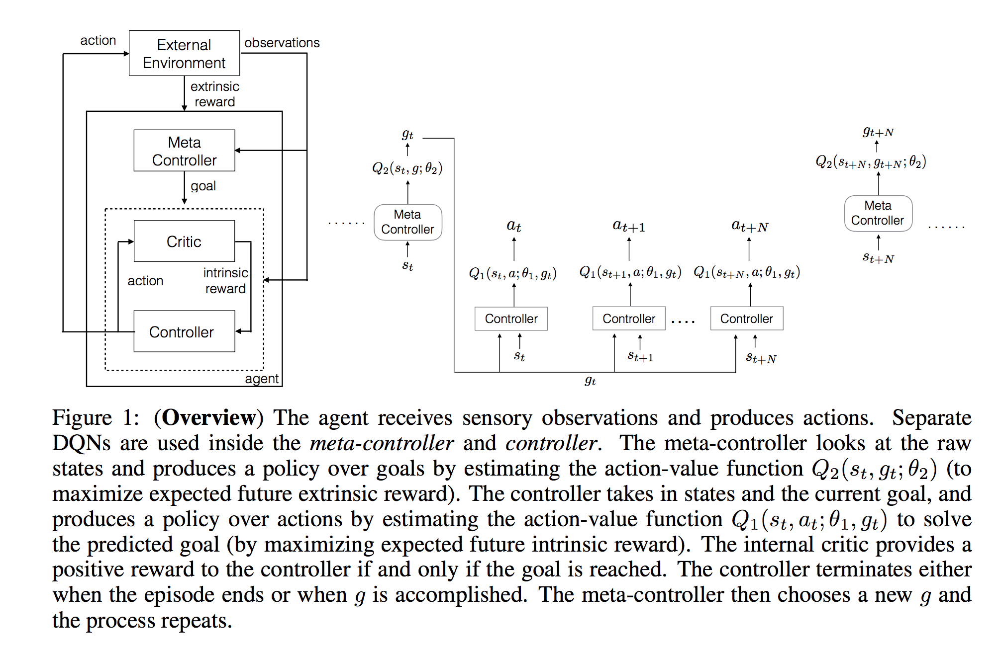 action
External
Environment
observations
extrinsic
reward
Meta
Controller
goal
Critic
action
intrinsic
reward
Controller
agent
g_t
Q_2(s_t, g; θ_2)
......
Meta
Controller
s_t
a_t
Q_1(s_t, a; θ_1, g_t)
Controller
s_t
a_{t+1}
Q_1(s_{t+1}, a; θ_1, g_t)
Controller
s_{t+1}
....
a_{t+N}
Q_1(s_{t+N}, a; θ_1, g_t)
Controller
s_{t+N}
g_t
g_{t+N}
Q_2(s_{t+N}, g_{t+N}; θ_2)
Meta
Controller
......
s_{t+N}
Figure 1: (Overview) The agent receives sensory observations and produces actions. Separate
DQNs are used inside the meta-controller and controller. The meta-controller looks at the raw
states and produces a policy over goals by estimating the action-value function Q_2(s_t, g_t; θ_2) (to
maximize expected future extrinsic reward). The controller takes in states and the current goal, and
produces a policy over actions by estimating the action-value function Q_1(s_t, a_t; θ_1, g_t) to solve
the predicted goal (by maximizing expected future intrinsic reward). The internal critic provides a
positive reward to the controller if and only if the goal is reached. The controller terminates either
when the episode ends or when g is accomplished. The meta-controller then chooses a new g and
the process repeats.